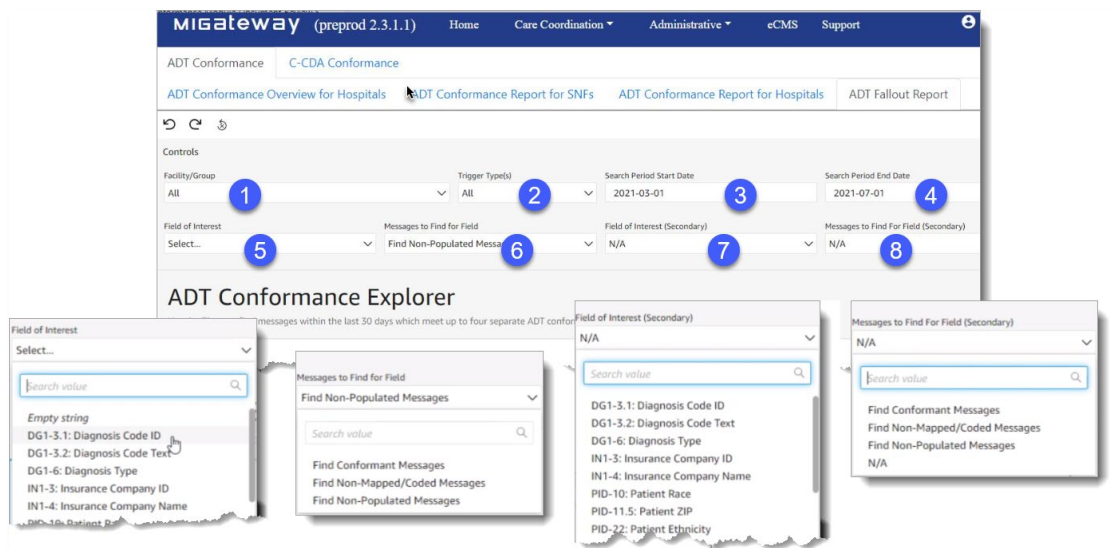 MIGateway (preprod 2.3.1.1) Home Care Coordination Administrative eCMS Support
ADT Conformance C-CDA Conformance
ADT Conformance Overview for Hospitals ADT Conformance Report for SNFs ADT Conformance Report for Hospitals ADT Fallout Report
Controls
Facility/Group Trigger Type(s) Search Period Start Date Search Period End Date
All 1 All 2 2021-03-01 3 2021-07-01 4
Field of Interest Messages to Find for Field Field of Interest (Secondary) Messages to Find For Field (Secondary)
Select... 5 Find Non-Populated 6 N/A 7 N/A 8
ADT Conformance Explorer
messages within the last 30 days which meet up to four separate ADT
Field of Interest
Select...
Search value
Empty string
DG1-3.1: Diagnosis Code ID
DG1-3.2: Diagnosis Code Text
DG1-6: Diagnosis Type
IN1-3: Insurance Company ID
IN1-4: Insurance Company Name
Messages to Find for Field
Find Non-Populated Messages
Search value
Find Conformant Messages
Find Non-Mapped/Coded Messages
Find Non-Populated Messages
Field of Interest (Secondary)
N/A
Search value
DG1-3.1: Diagnosis Code ID
DG1-3.2: Diagnosis Code Text
DG1-6: Diagnosis Type
IN1-3: Insurance Company ID
IN1-4: Insurance Company Name
PID-10: Patient Race
PID-11.5: Patient ZIP
PID-22: Patient Ethnicity
Messages to Find For Field (Secondary)
N/A
Search value
Find Conformant Messages
Find Non-Mapped/Coded Messages
Find Non-Populated Messages
N/A